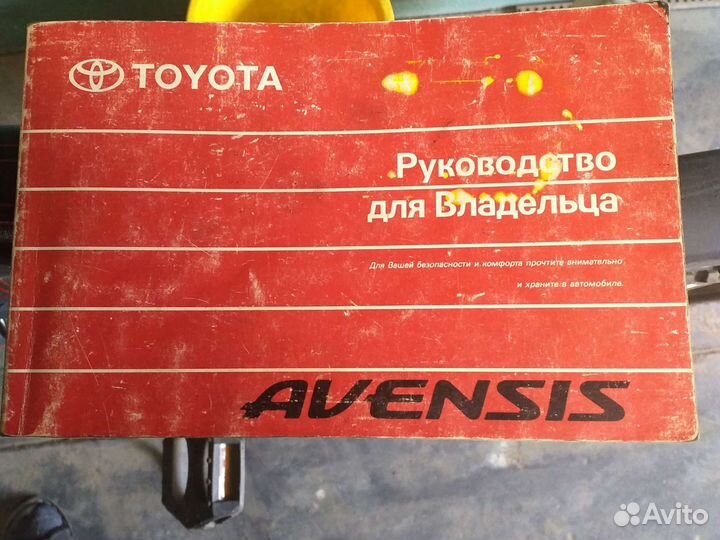 TOYOTA
Руководство
для Владельца
Для Вашей безопасности и комфорта прочтите внимательно
и храните в автомобиле.
AVENSIS
Avito